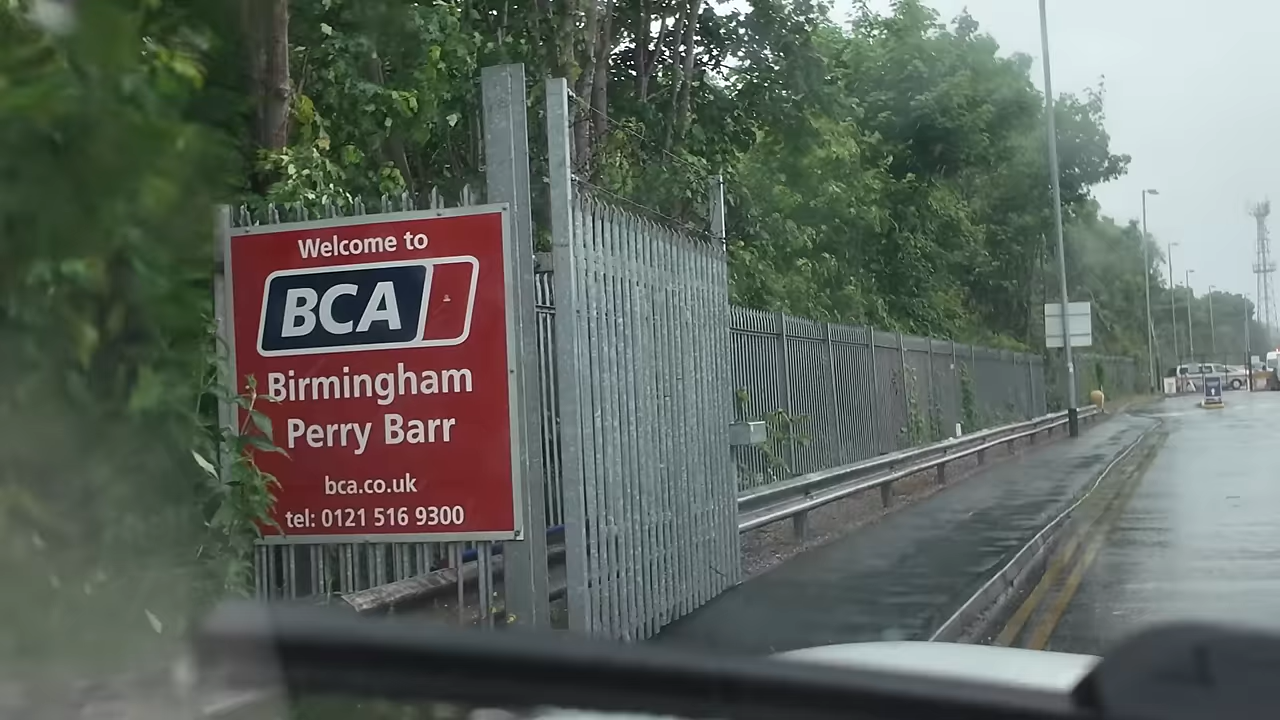 Welcome to
BCA
Birmingham
Perry Barr
bca.co.uk
tel: 0121 516 9300